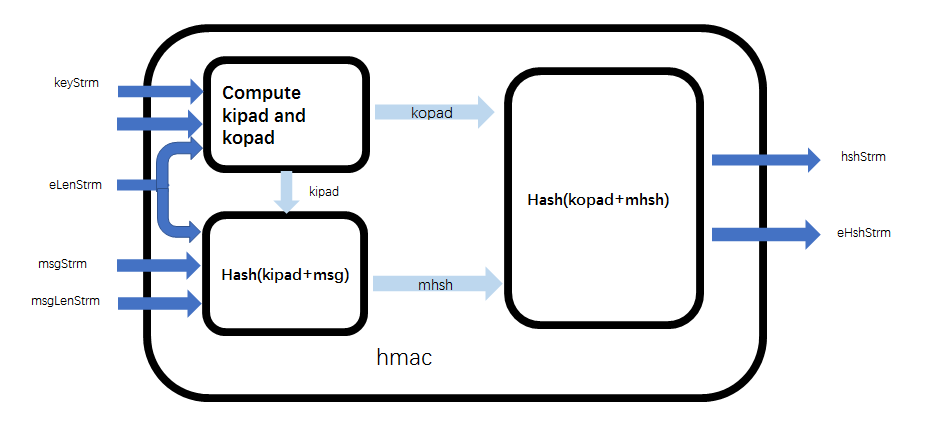 keyStrm
eLenStrm
msgStrm
msgLenStrm
Compute
kipad and
kopad
kopad
kipad
Hash(kipad+msg)
mhsh
Hash(kopad+mhsh)
hshStrm
eHshStrm
hmac